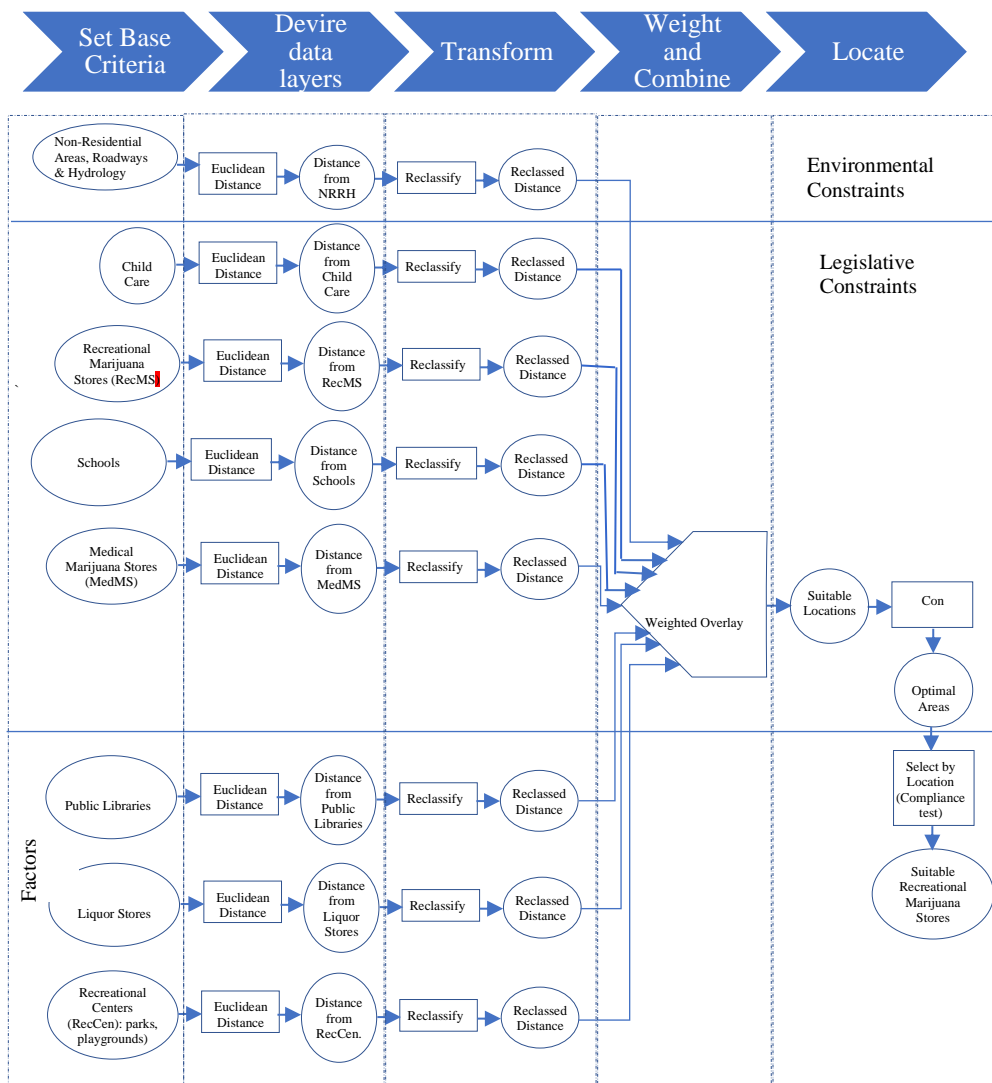 Set Base
Criteria
Devire
data
layers
Transform
Weight
and
Combine
Locate
Non-Residential
Areas, Roadways
& Hydrology
Euclidean
Distance
Distance
from
NRRH
Reclassify
Reclassed
Distance
Environmental
Constraints
Child
Care
Euclidean
Distance
Distance
from
Child
Care
Reclassify
Reclassed
Distance
Legislative
Constraints
Recreational
Marijuana
Stores (RecMS)
Euclidean
Distance
Distance
from
RecMS
Reclassify
Reclassed
Distance
`
Schools
Euclidean
Distance
Distance
from
Schools
Reclassify
Reclassed
Distance
Medical
Marijuana Stores
(MedMS)
Euclidean
Distance
Distance
from
MedMS
Reclassify
Reclassed
Distance
Weighted Overlay
Suitable
Locations
Con
Optimal
Areas
Select by
Location
(Compliance
test)
Suitable
Recreational
Marijuana
Stores
Factors
Public Libraries
Euclidean
Distance
Distance
from
Public
Libraries
Reclassify
Reclassed
Distance
Liquor Stores
Euclidean
Distance
Distance
from
Liquor
Stores
Reclassify
Reclassed
Distance
Recreational
Centers
(RecCen): parks,
playgrounds)
Euclidean
Distance
Distance
from
RecCen.
Reclassify
Reclassed
Distance